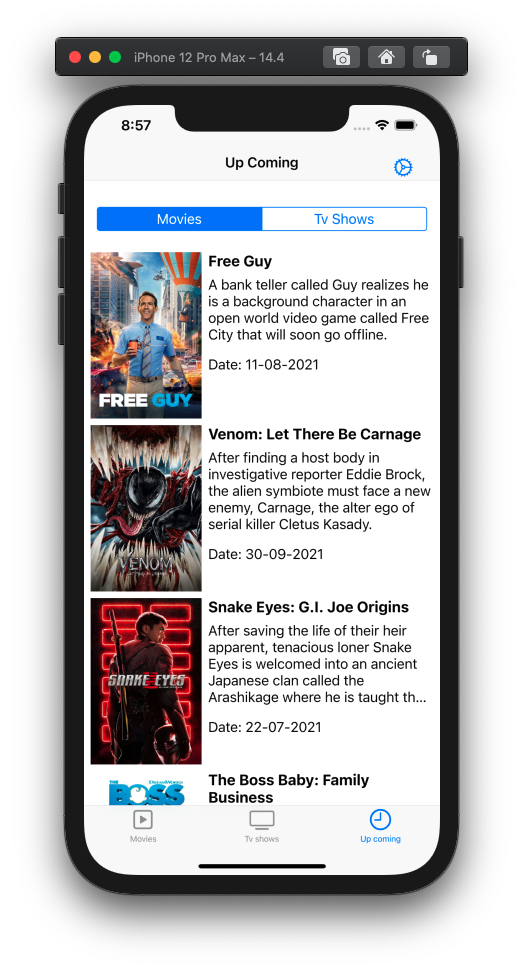 iPhone 12 Pro Max – 14.4
8:57
Up Coming
Movies
Tv Shows
Free Guy
A bank teller called Guy realizes he
is a background character in an
open world video game called Free
City that will soon go offline.
Date: 11-08-2021
FREE GUY
Venom: Let There Be Carnage
After finding a host body in
investigative reporter Eddie Brock,
the alien symbiote must face a new
enemy, Carnage, the alter ego of
serial killer Cletus Kasady.
Date: 30-09-2021
VENOM
Snake Eyes: G.I. Joe Origins
After saving the life of their heir
apparent, tenacious loner Snake
Eyes is welcomed into an ancient
Japanese clan called the
Arashikage where he is taught th...
Date: 22-07-2021
SNAKE EYES
The Boss Baby: Family
Business
DREAMWORKS
THE
BOSS
Movies
Tv shows
Up coming